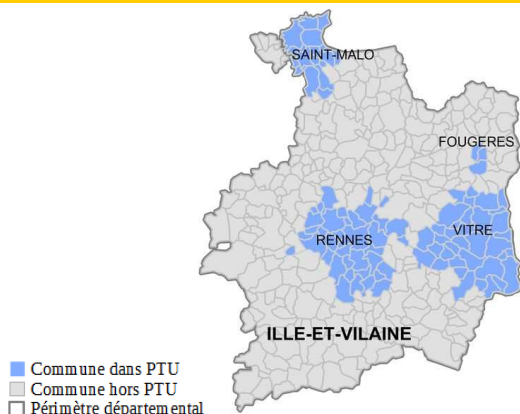 SAINT-MALO
FOUGERES
VITRE
RENNES
ILLE-ET-VILAINE
Commune dans PTU
Commune hors PTU
Périmètre départemental